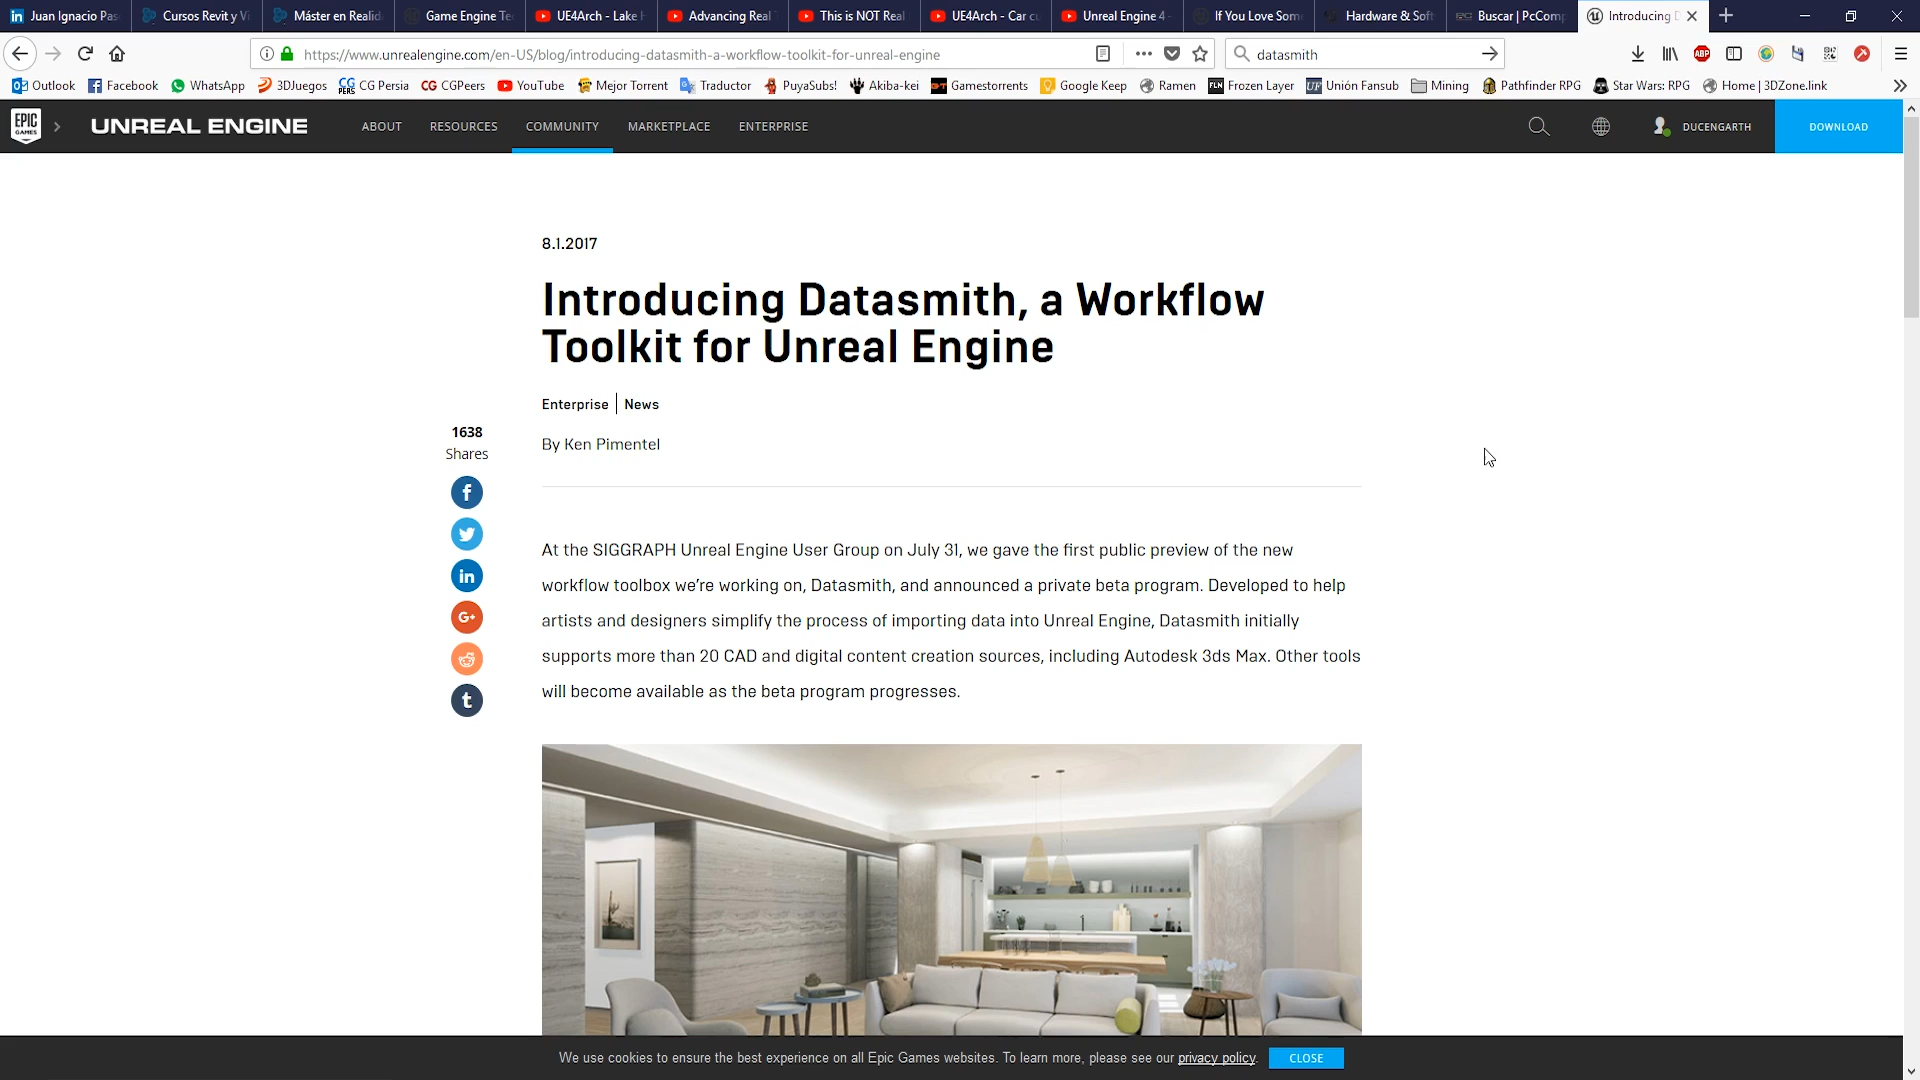 Juan Ignacio Pas
Cursos Revit y Vi
Máster en Realid
Game Engine Te
UE4Arch - Lake H
Advancing Real
This is NOT Real
UE4Arch - Car cu
Unreal Engine 4 -
If You Love Som
Hardware & Soft
Buscar | PcComp
Introducing D
https://www.unrealengine.com/en-US/blog/introducing-datasmith-a-workflow-toolkit-for-unreal-engine
datasmith
ABP
Outlook
Facebook
WhatsApp
3DJuegos
CG Persia
CGPeers
YouTube
Mejor Torrent
Traductor
PuyaSubs!
Akiba-kei
Gamestorrents
Google Keep
Ramen
Frozen Layer
Unión Fansub
Mining
Pathfinder RPG
Star Wars: RPG
Home | 3DZone.link
EPIC GAMES
UNREAL ENGINE
ABOUT
RESOURCES
COMMUNITY
MARKETPLACE
ENTERPRISE
DUCENGARTH
DOWNLOAD
8.1.2017
Introducing Datasmith, a Workflow
Toolkit for Unreal Engine
Enterprise | News
By Ken Pimentel
1638
Shares
At the SIGGRAPH Unreal Engine User Group on July 31, we gave the first public preview of the new
workflow toolbox we’re working on, Datasmith, and announced a private beta program. Developed to help
artists and designers simplify the process of importing data into Unreal Engine, Datasmith initially
supports more than 20 CAD and digital content creation sources, including Autodesk 3ds Max. Other tools
will become available as the beta program progresses.
We use cookies to ensure the best experience on all Epic Games websites. To learn more, please see our privacy policy.
CLOSE